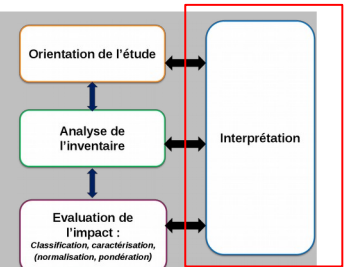 Orientation de l'étude
Analyse de
l'inventaire
Interprétation
Evaluation de
l'impact :
Classification, caractérisation,
(normalisation, pondération)